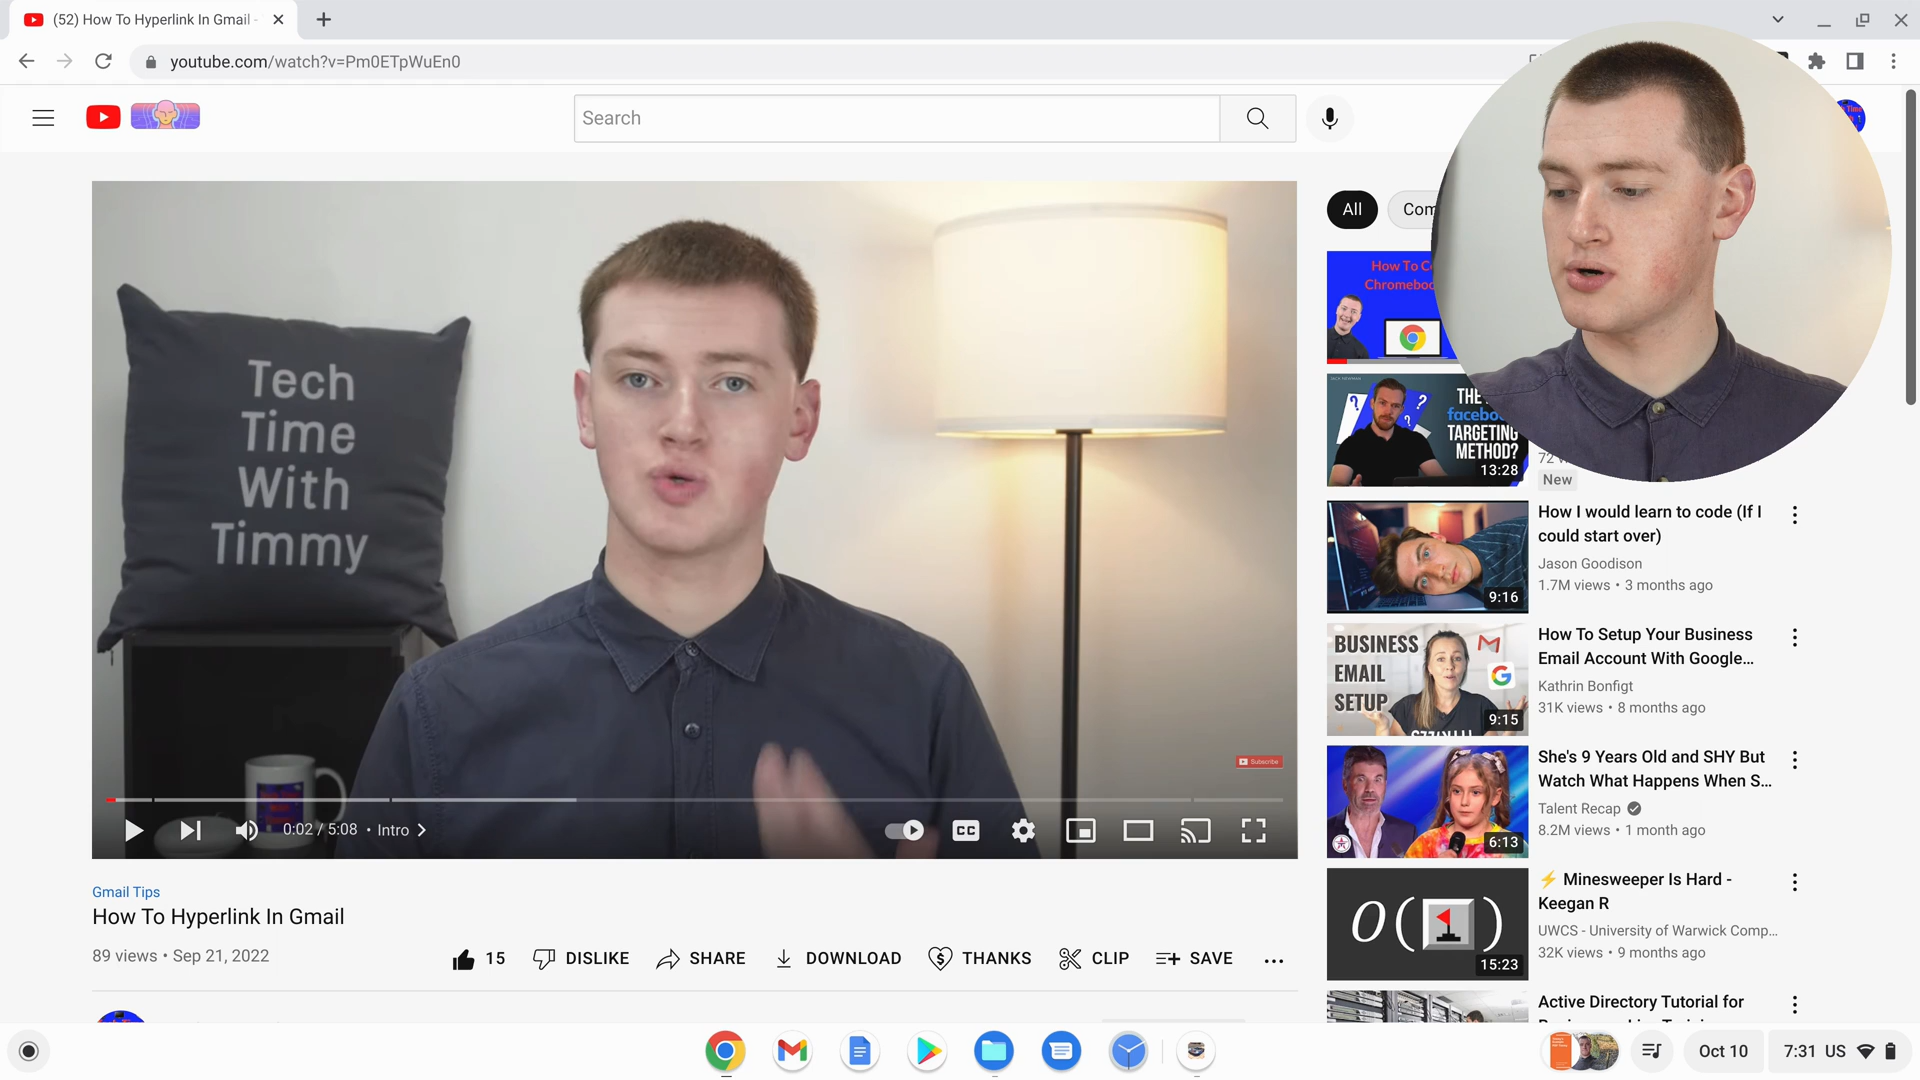 (52) How To Hyperlink In Gmail -
youtube.com/watch?v=Pm0ETpWuEn0
Search
All
Tech
Time
With
Timmy
Subscribe
0:02 / 5:08 • Intro
CC
Gmail Tips
How To Hyperlink In Gmail
89 views • Sep 21, 2022
15
DISLIKE
SHARE
DOWNLOAD
THANKS
CLIP
SAVE
How To
Chromeboo
JACK NEWMAN
THE
facebo
TARGETING
METHOD?
13:28
New
9:16
How I would learn to code (If I
could start over)
Jason Goodison
1.7M views • 3 months ago
BUSINESS
EMAIL
SETUP
9:15
How To Setup Your Business
Email Account With Google...
Kathrin Bonfigt
31K views • 8 months ago
6:13
She's 9 Years Old and SHY But
Watch What Happens When S...
Talent Recap
8.2M views • 1 month ago
O( )
15:23
⚡ Minesweeper Is Hard -
Keegan R
UWCS - University of Warwick Comp...
32K views • 9 months ago
Active Directory Tutorial for
Oct 10
7:31 US